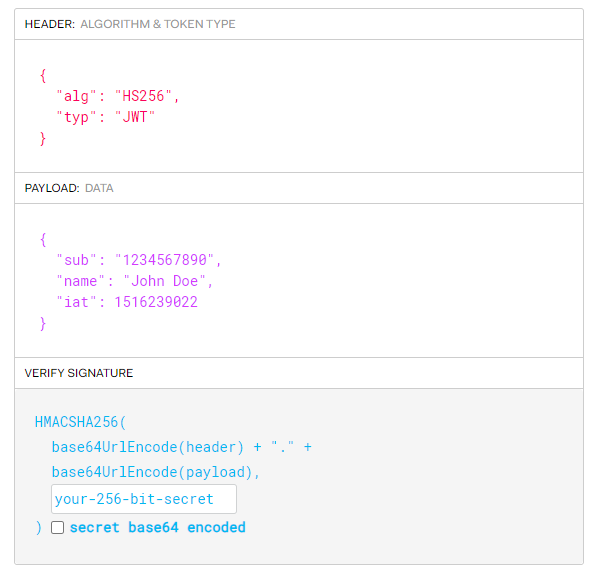 HEADER: ALGORITHM & TOKEN TYPE
{
"alg": "HS256",
"typ": "JWT"
}
PAYLOAD: DATA
{
"sub": "1234567890",
"name": "John Doe",
"iat": 1516239022
}
VERIFY SIGNATURE
HMACSHA256(
base64UrlEncode(header) + "." +
base64UrlEncode(payload),
your-256-bit-secret
) secret base64 encoded